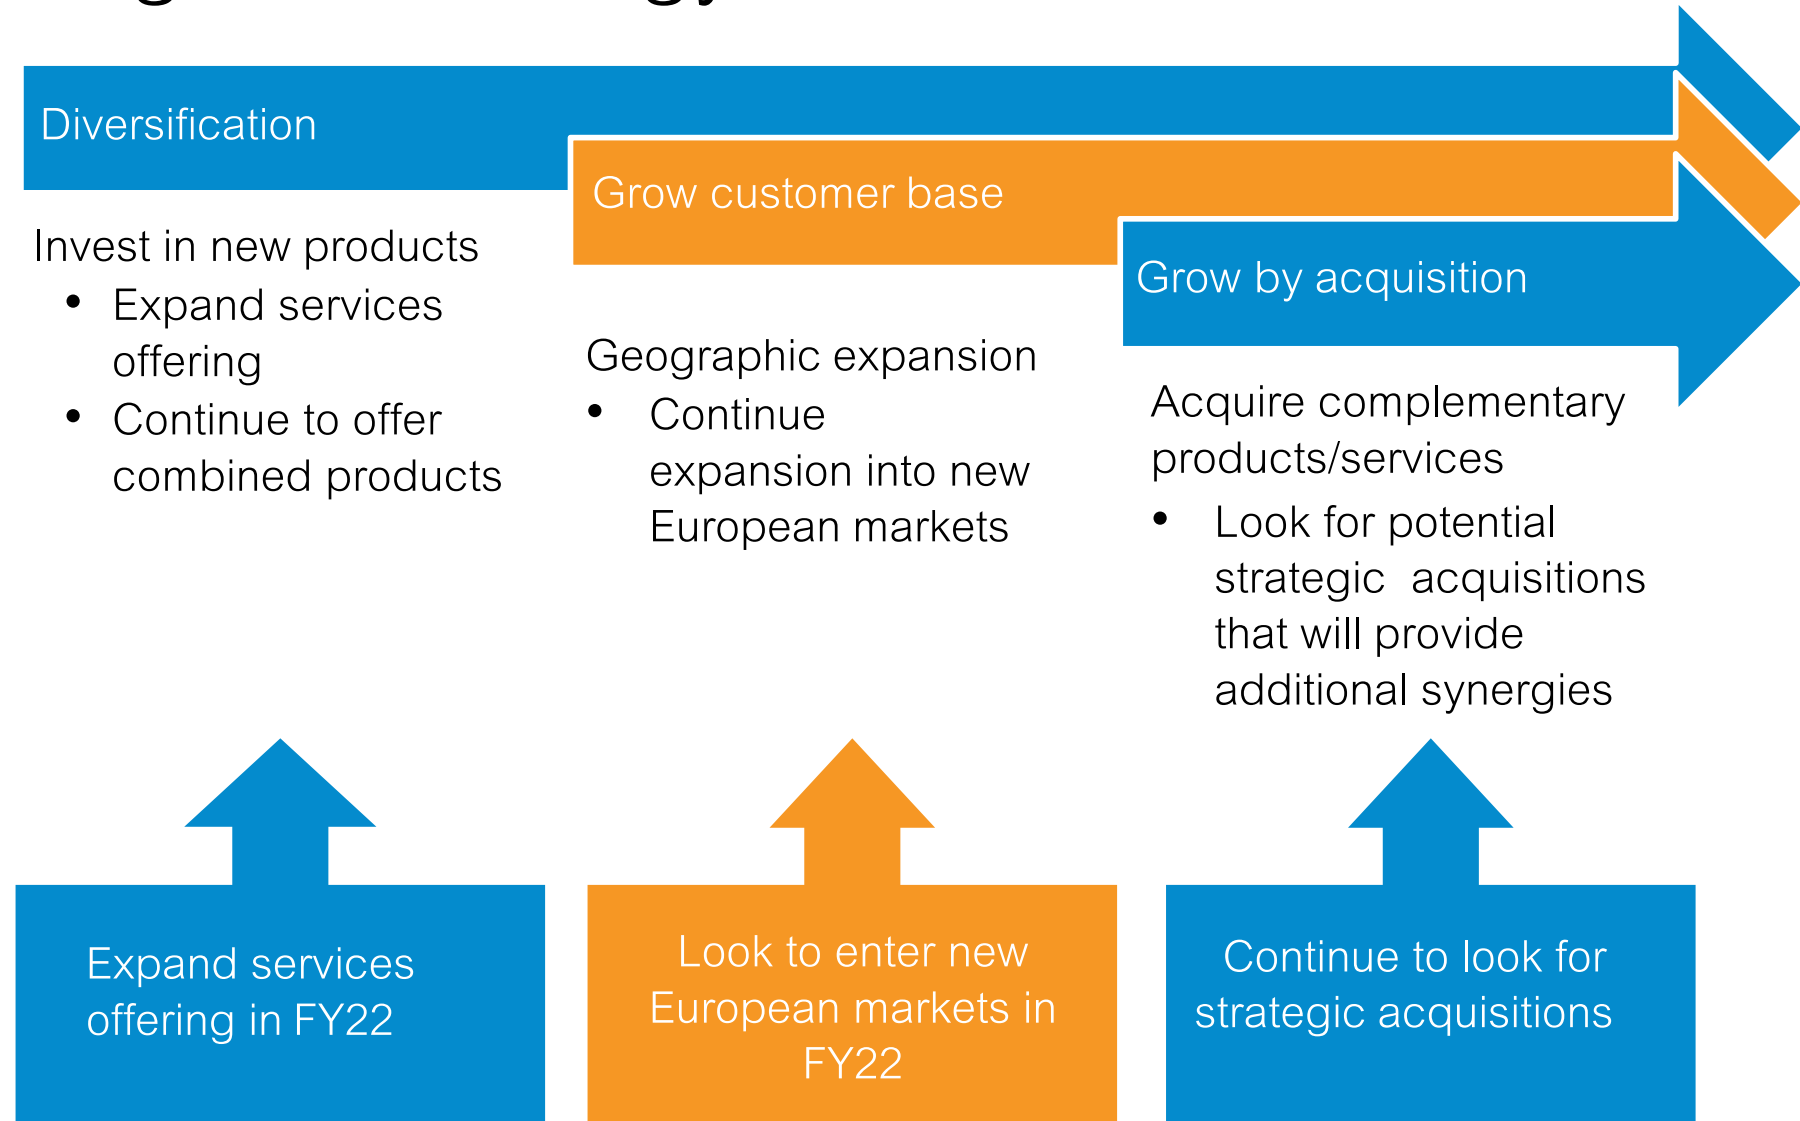 Diversification
Grow customer base
Grow by acquisition
Invest in new products
• Expand services
offering
• Continue to offer
combined products
Geographic expansion
• Continue
expansion into new
European markets
Acquire complementary
products/services
• Look for potential
strategic acquisitions
that will provide
additional synergies
Expand services
offering in FY22
Look to enter new
European markets in
FY22
Continue to look for
strategic acquisitions